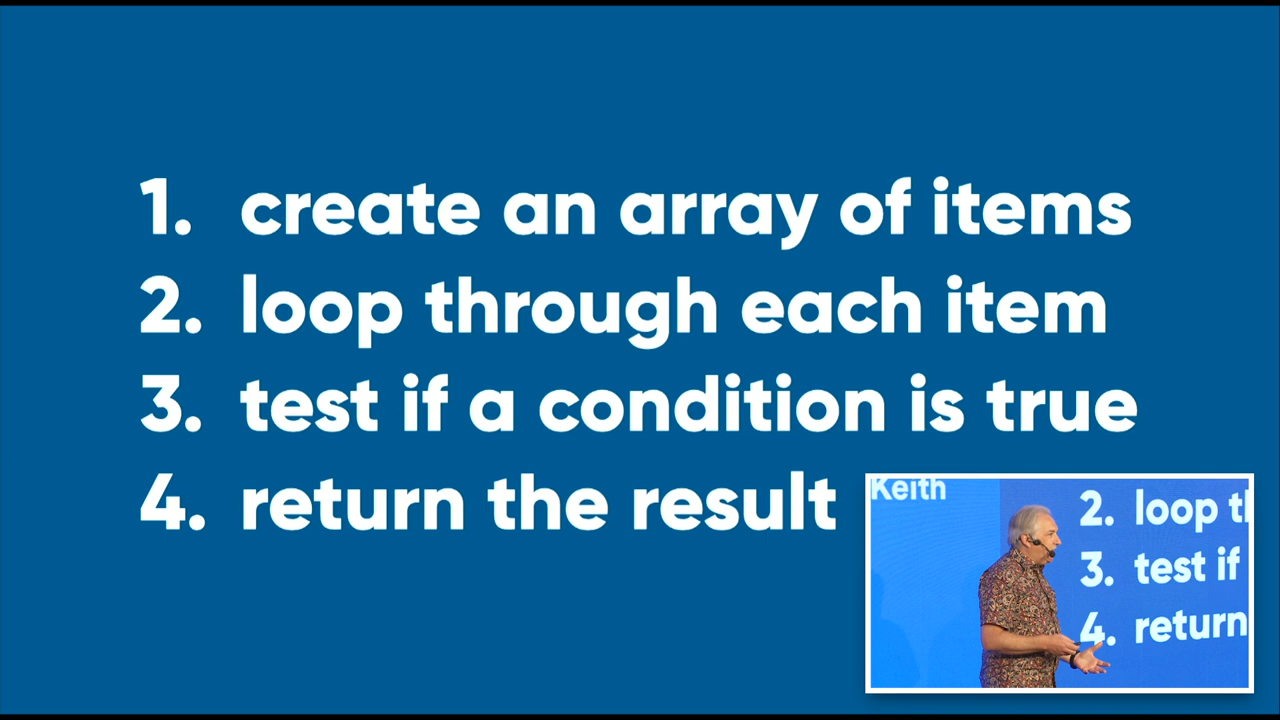 1. create an array of items
2. loop through each item
3. test if a condition is true
4. return the result
Keith
2. loop th
3. test if
4. return